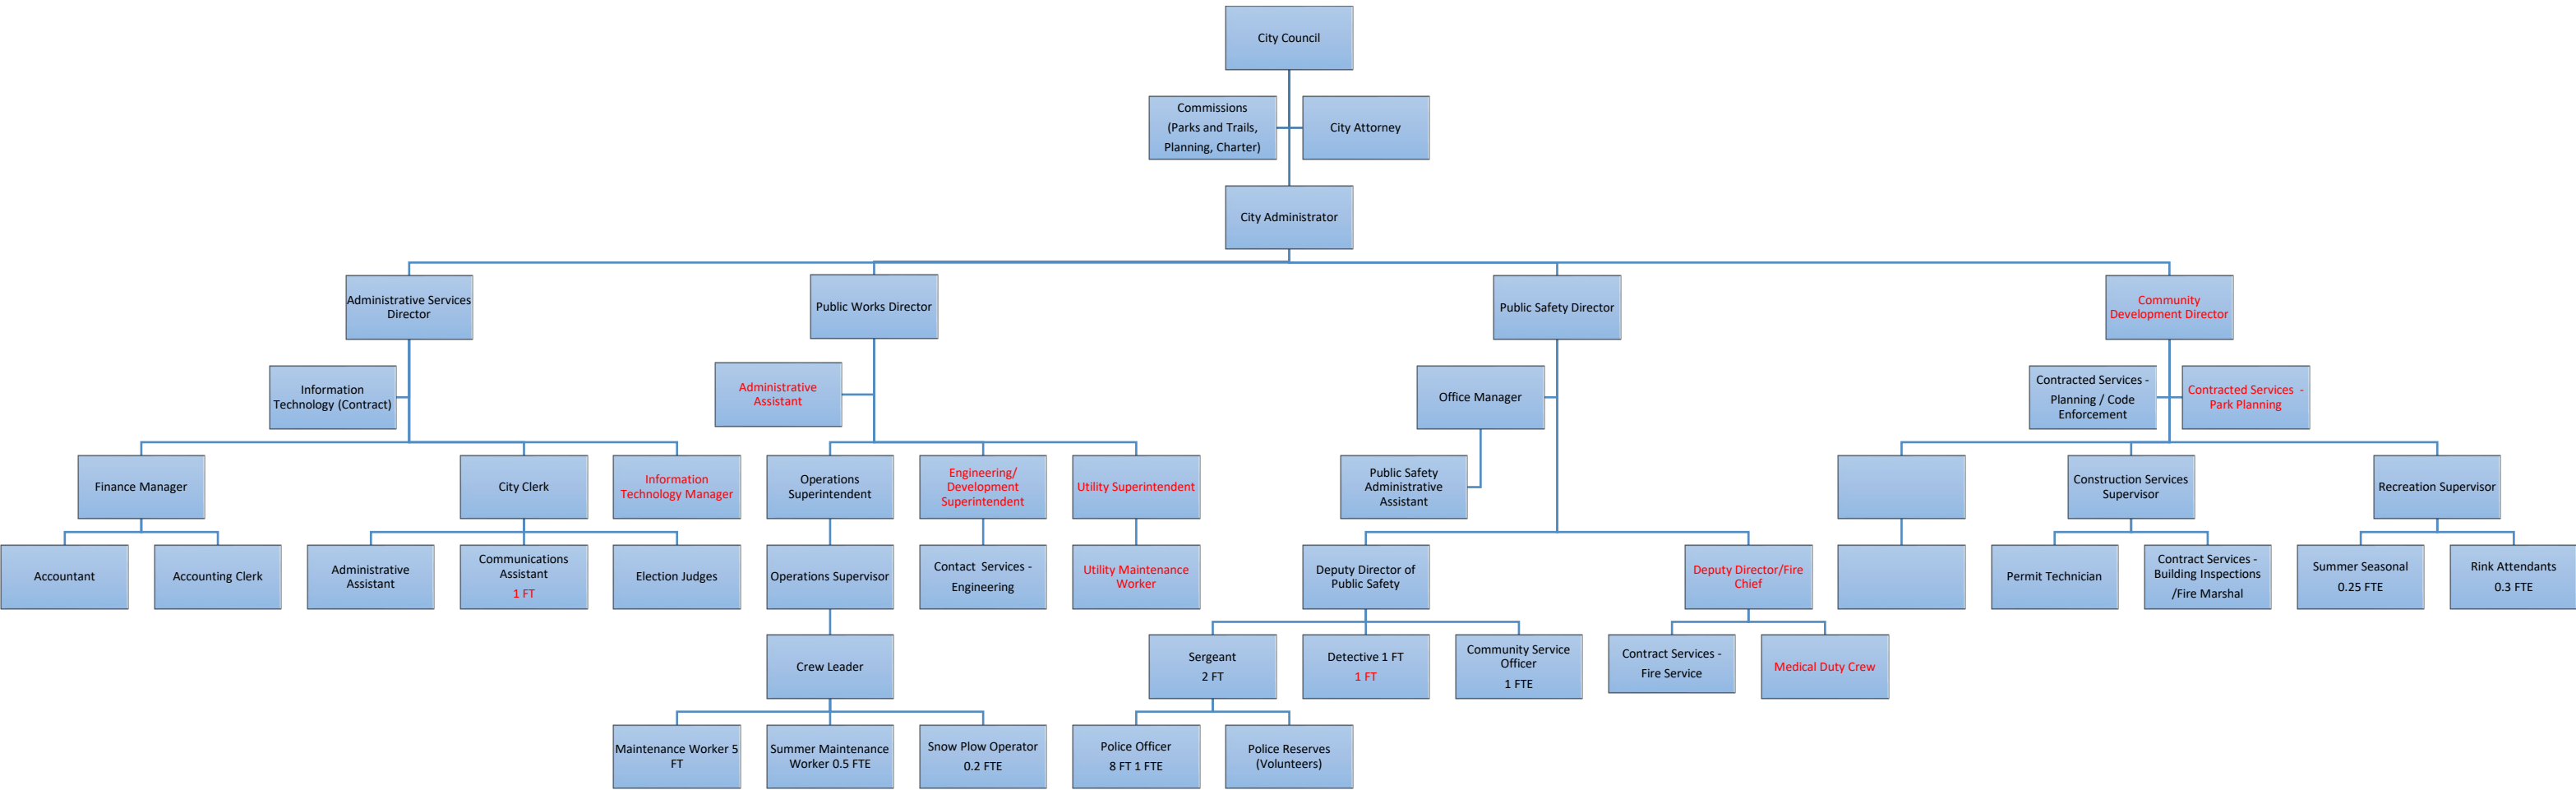 City Council
Commissions
(Parks and Trails,
Planning, Charter)
City Attorney
City Administrator
Administrative Services
Director
Public Works Director
Public Safety Director
Community
Development Director
Information
Technology (Contract)
Administrative
Assistant
Office Manager
Contracted Services -
Planning / Code
Enforcement
Contracted Services -
Park Planning
Finance Manager
City Clerk
Information
Technology Manager
Operations
Superintendent
Engineering/
Development
Superintendent
Utility Superintendent
Public Safety
Administrative
Assistant
Construction Services
Supervisor
Recreation Supervisor
Accountant
Accounting Clerk
Administrative
Assistant
Communications
Assistant
1 FT
Election Judges
Operations Supervisor
Contact Services -
Engineering
Utility Maintenance
Worker
Deputy Director of
Public Safety
Deputy Director/Fire
Chief
Permit Technician
Contract Services -
Building Inspections
/Fire Marshal
Summer Seasonal
0.25 FTE
Rink Attendants
0.3 FTE
Crew Leader
Sergeant
2 FT
Detective 1 FT
1 FT
Community Service
Officer
1 FTE
Contract Services -
Fire Service
Medical Duty Crew
Maintenance Worker 5
FT
Summer Maintenance
Worker 0.5 FTE
Snow Plow Operator
0.2 FTE
Police Officer
8 FT 1 FTE
Police Reserves
(Volunteers)